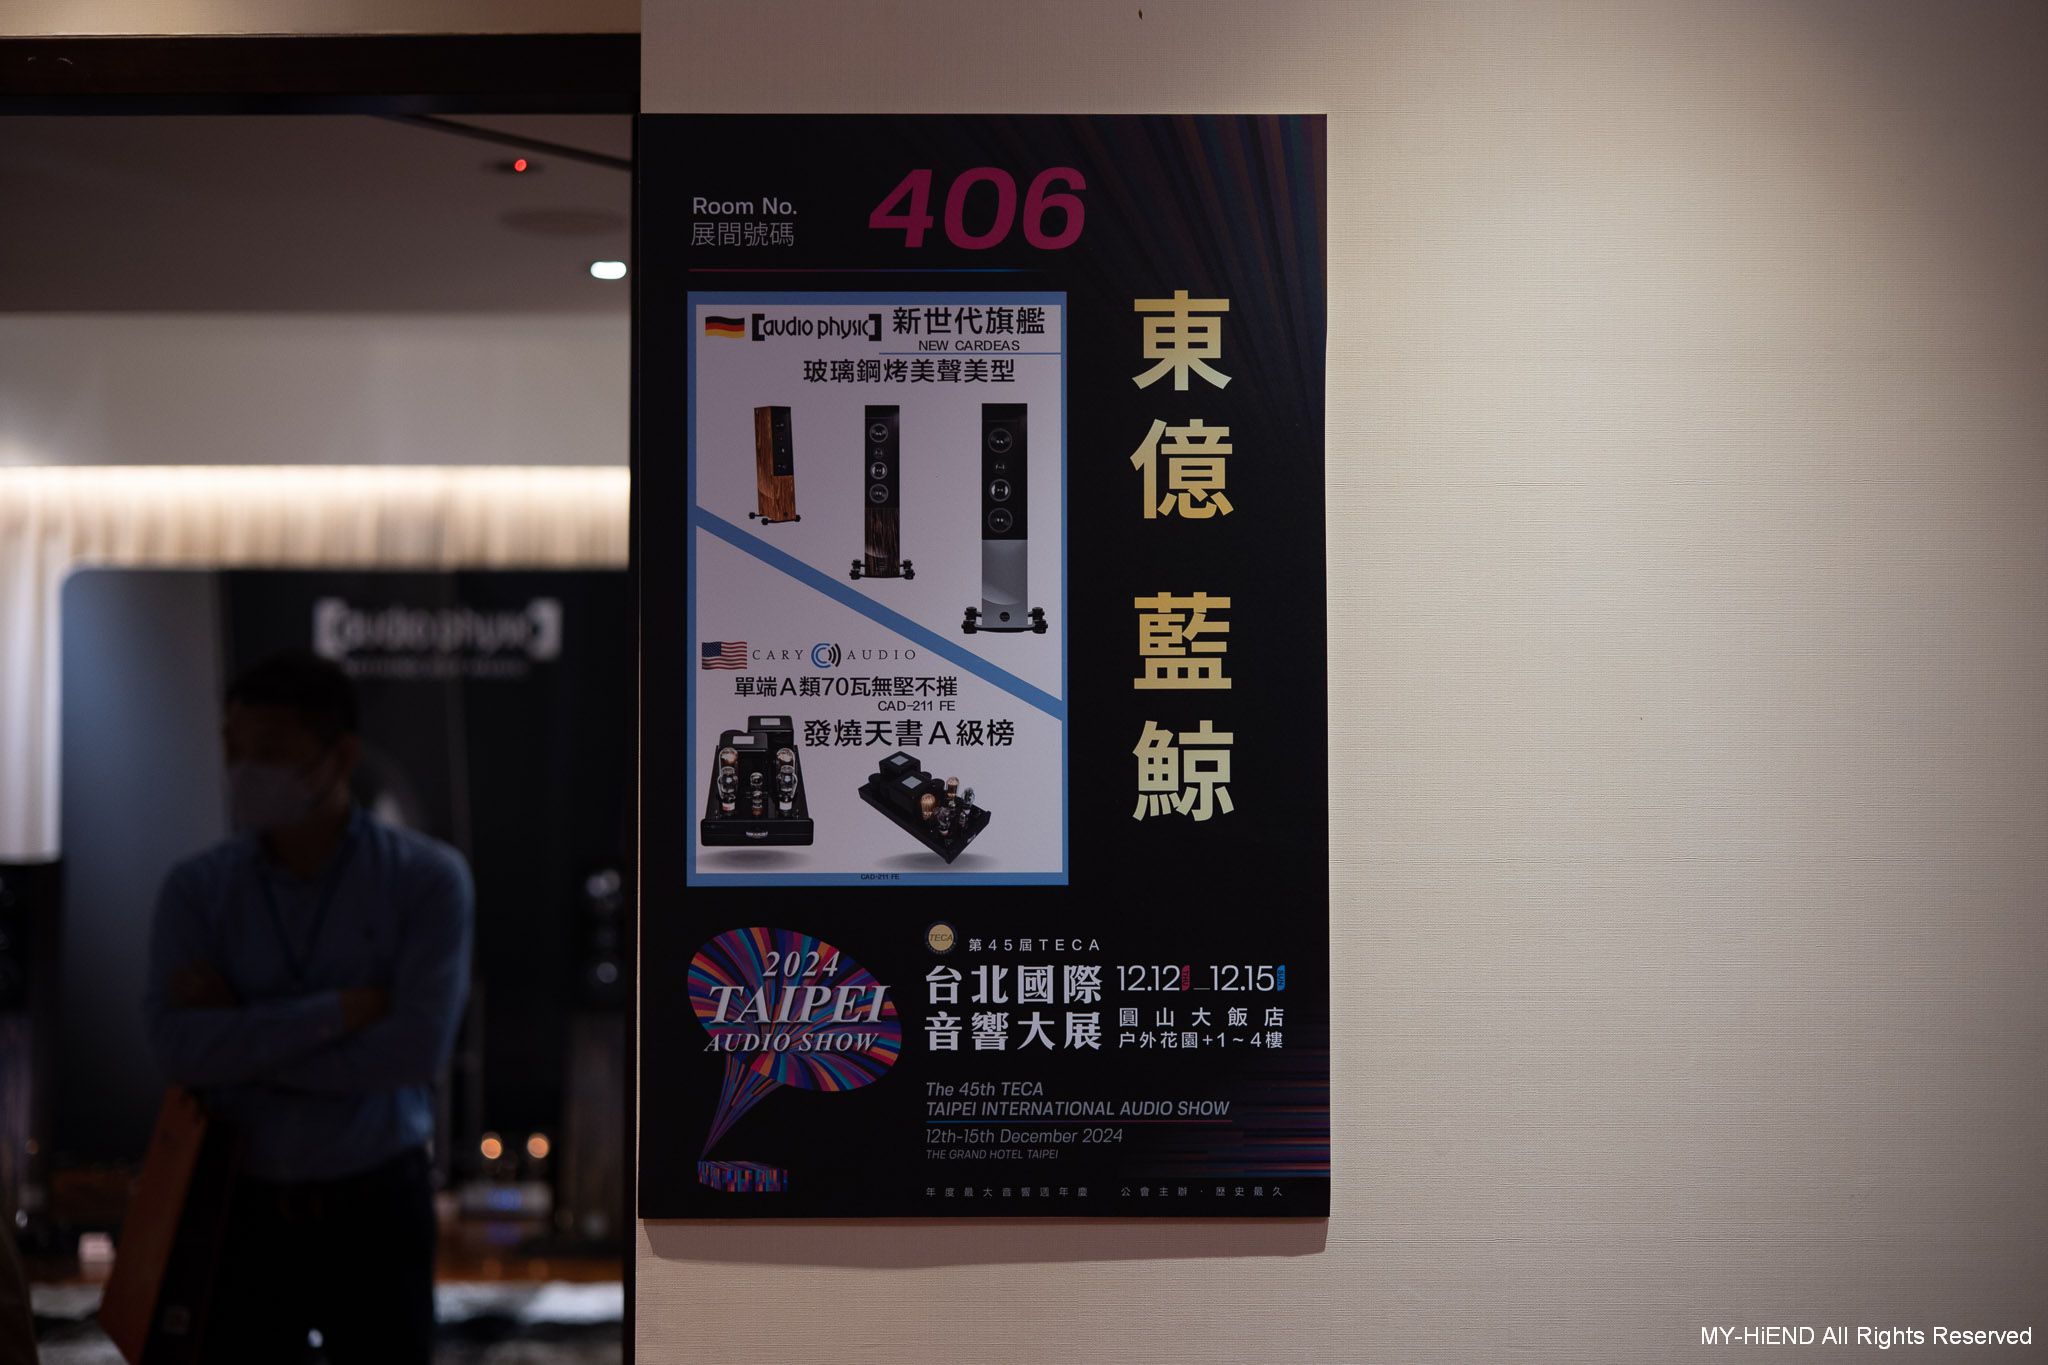 Room No.
展間號碼
406
[audio physic] 新世代旗艦
NEW CARDEAS
玻璃鋼烤美聲美型
CARY AUDIO
單端A類70瓦無堅不摧
CAD-211 FE
發燒天書A級榜
CAD-211 FE
東億 藍鯨
2024
TAIPEI
AUDIO SHOW
TECA
第45屆TECA
台北國際
音響大展
12.12 THU _12.15 SUN
圓山大飯店
戶外花園+1~4樓
The 45th TECA
TAIPEI INTERNATIONAL AUDIO SHOW
12th-15th December 2024
THE GRAND HOTEL TAIPEI
年度最大音響週年慶 公會主辦·歷史最久
[audio physic]
MY-HiEND All Rights Reserved